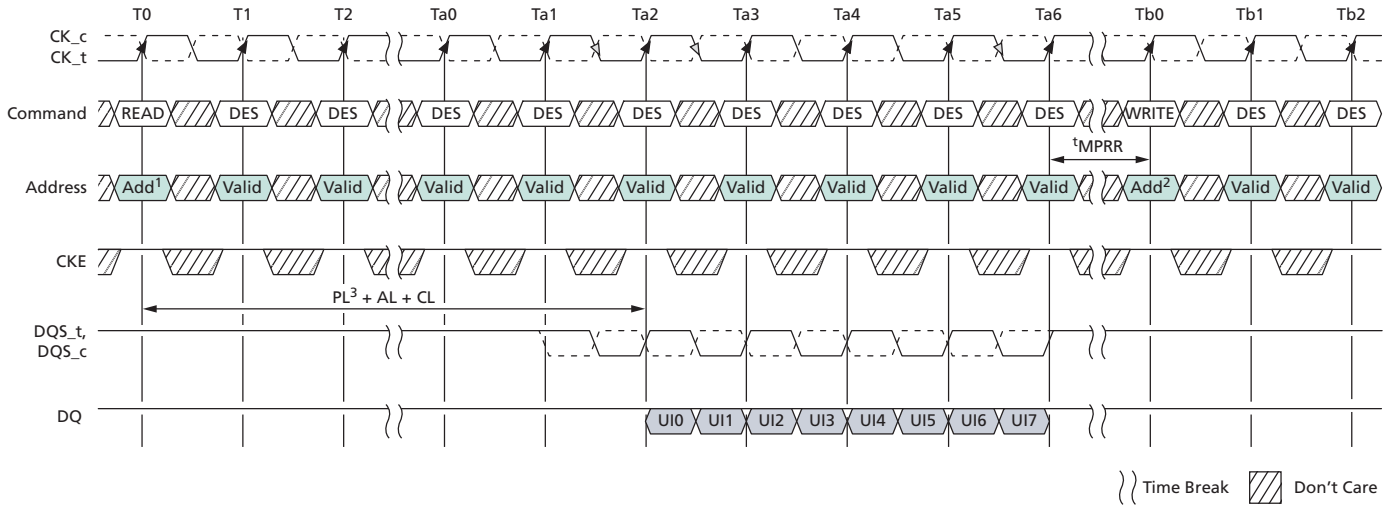 T0 T1 T2 Ta0 Ta1 Ta2 Ta3 Ta4 Ta5 Ta6 Tb0 Tb1 Tb2
CK_c
CK_t
Command READ DES DES DES DES DES DES DES DES DES WRITE DES DES
tMPRR
Address Add1 Valid Valid Valid Valid Valid Valid Valid Valid Valid Add2 Valid Valid
CKE
PL3 + AL + CL
DQS_t,
DQS_c
DQ UI0 UI1 UI2 UI3 UI4 UI5 UI6 UI7
Time Break Don't Care